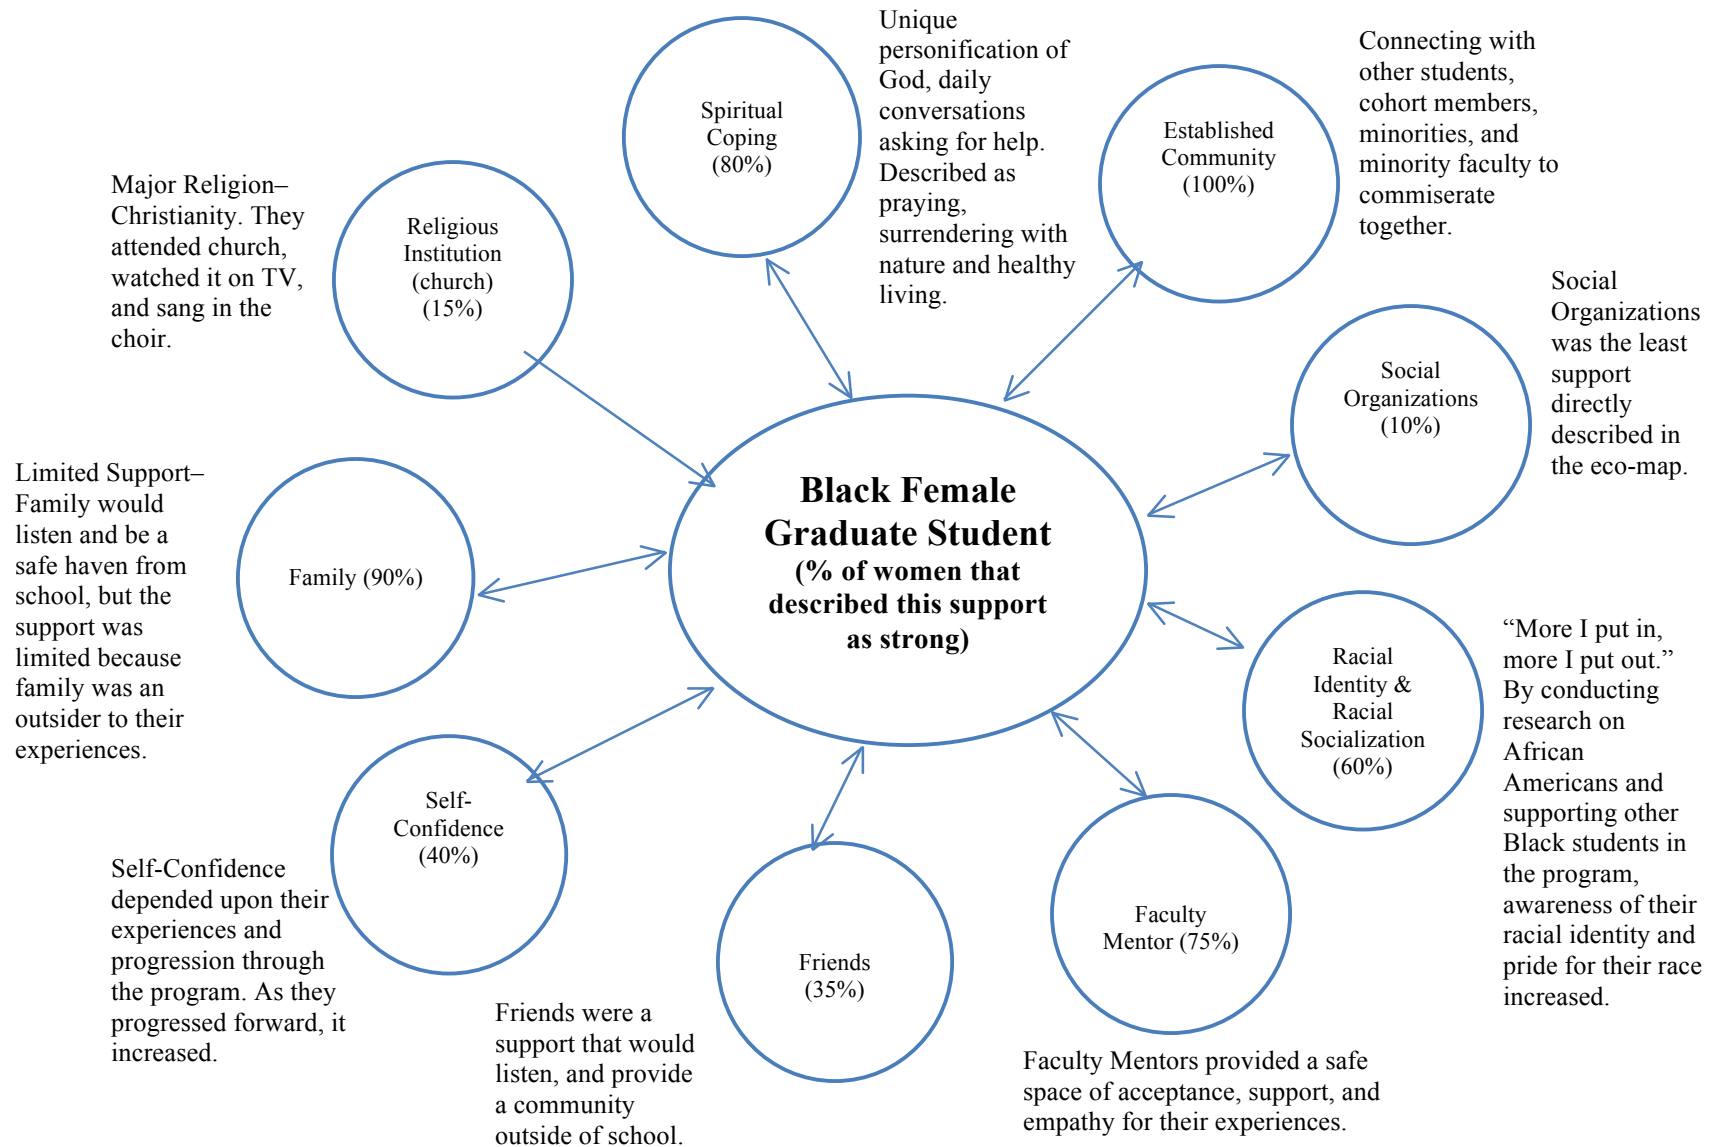 Unique
personification of
God, daily
conversations
asking for help.
Described as
praying,
surrendering with
nature and healthy
living.
Spiritual
Coping
(80%)
Connecting with
other students,
cohort members,
minorities, and
minority faculty to
commiserate
together.
Established
Community
(100%)
Major Religion–
Christianity. They
attended church,
watched it on TV,
and sang in the
choir.
Religious
Institution
(church)
(15%)
Social
Organizations
was the least
support
directly
described in
the eco-map.
Social
Organizations
(10%)
Limited Support–
Family would
listen and be a
safe haven from
school, but the
support was
limited because
family was an
outsider to their
experiences.
Family (90%)
Black Female
Graduate Student
(% of women that
described this support
as strong)
Racial
Identity &
Racial
Socialization
(60%)
“More I put in,
more I put out.”
By conducting
research on
African
Americans and
supporting other
Black students in
the program,
awareness of their
racial identity and
pride for their race
increased.
Self-
Confidence
(40%)
Self-Confidence
depended upon their
experiences and
progression through
the program. As they
progressed forward, it
increased.
Friends
(35%)
Friends were a
support that would
listen, and provide
a community
outside of school.
Faculty
Mentor (75%)
Faculty Mentors provided a safe
space of acceptance, support, and
empathy for their experiences.